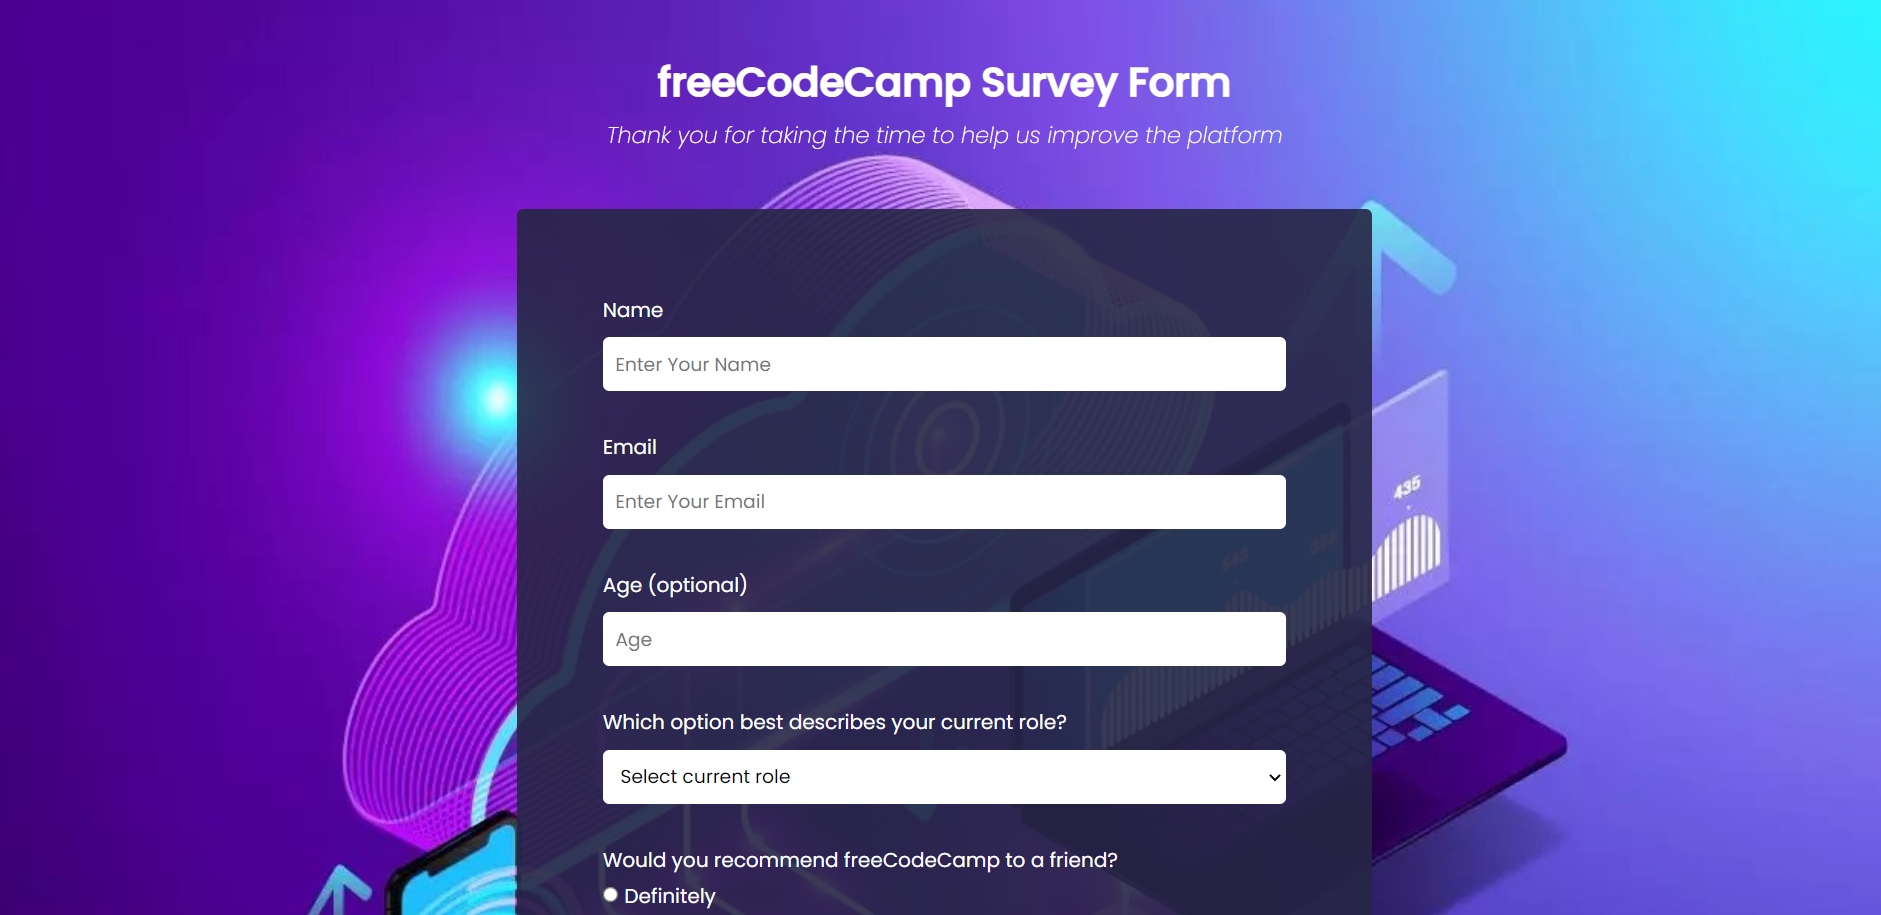 freeCodeCamp Survey Form
Thank you for taking the time to help us improve the platform
Name
Enter Your Name
Email
Enter Your Email
435
Age (optional)
Age
Which option best describes your current role?
Select current role
Would you recommend freeCodeCamp to a friend?
Definitely